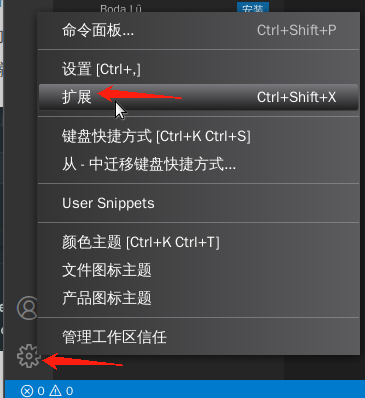 Boda Lű
安装
命令面板... Ctrl+Shift+P
设置 [Ctrl+,]
扩展 Ctrl+Shift+X
键盘快捷方式 [Ctrl+K Ctrl+S]
从 - 中迁移键盘快捷方式...
User Snippets
颜色主题 [Ctrl+K Ctrl+T]
文件图标主题
产品图标主题
管理工作区信任
0 0